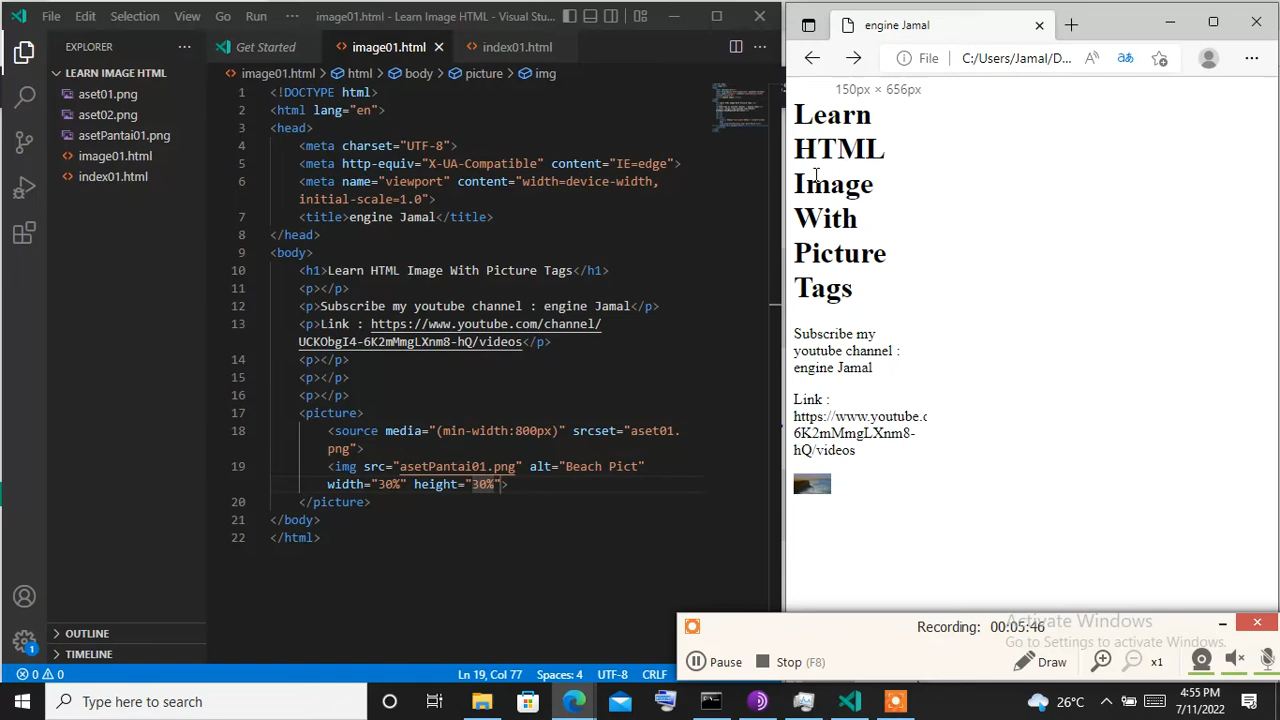 File Edit Selection View Go Run ··· image01.html - Learn Image HTML - Visual Stu...
EXPLORER ···
LEARN IMAGE HTML
aset01.png
aset02.png
asetPantai01.png
image01.html
index01.html
OUTLINE
TIMELINE
Get Started image01.html index01.html
image01.html > html > body > picture > img
1 <!DOCTYPE html>
2 <html lang="en">
3 <head>
4 <meta charset="UTF-8">
5 <meta http-equiv="X-UA-Compatible" content="IE=edge">
6 <meta name="viewport" content="width=device-width,
initial-scale=1.0">
7 <title>engine Jamal</title>
8 </head>
9 <body>
10 <h1>Learn HTML Image With Picture Tags</h1>
11 <p></p>
12 <p>Subscribe my youtube channel : engine Jamal</p>
13 <p>Link : https://www.youtube.com/channel/
UCKObgI4-6K2mMmgLXnm8-hQ/videos</p>
14 <p></p>
15 <p></p>
16 <p></p>
17 <picture>
18 <source media="(min-width:800px)" srcset="aset01.
png">
19 <img src="asetPantai01.png" alt="Beach Pict"
width="30%" height="30%">
20 </picture>
21 </body>
22 </html>
1
0 0 Ln 19, Col 77 Spaces: 4 UTF-8 CRLF
engine Jamal
File C:/Users/Jamal/D... あ
150px × 656px
Learn
HTML
Image
With
Picture
Tags
Subscribe my
youtube channel :
engine Jamal
Link :
https://www.youtube.c
6K2mMmgLXnm8-
hQ/videos
Activate Windows
Go to Settings to activate Windows.
Recording: 00:05:46
Pause Stop (F8) Draw x1
Type here to search
26°C
4:55 PM
7/11/2022